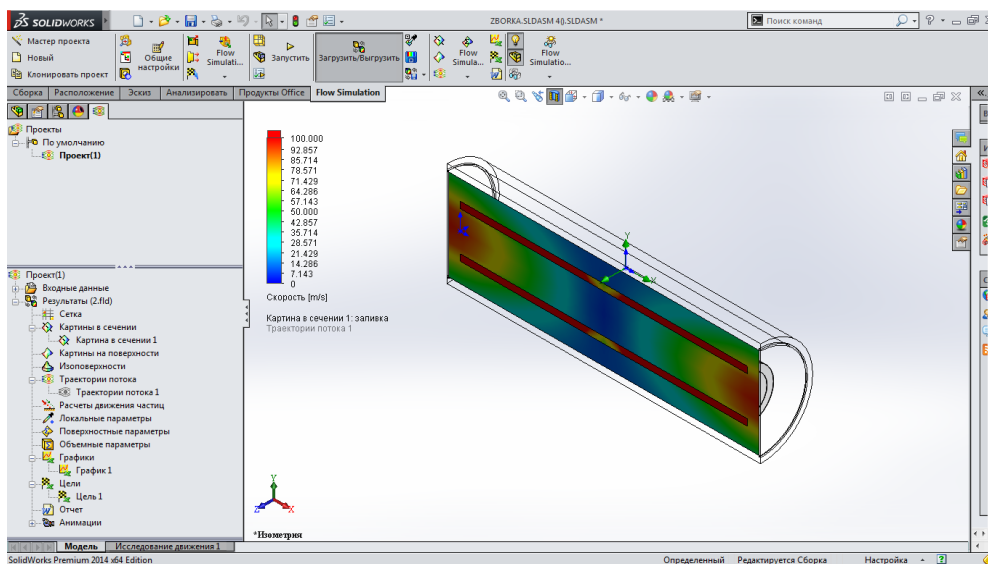 SOLIDWORKS
ZBORKA.SLDASM 4().SLDASM *
Поиск команд
Мастер проекта
Новый
Клонировать проект
Общие настройки
Flow Simulati...
Запустить
Загрузить/Выгрузить
Flow Simula...
Flow Simulatio...
Сборка
Расположение
Эскиз
Анализировать
Продукты Office
Flow Simulation
Проекты
По умолчанию
Проект(1)
100.000
92.857
85.714
78.571
71.429
64.286
57.143
50.000
42.857
35.714
28.571
21.429
14.286
7.143
0
Скорость [m/s]
Картина в сечении 1: заливка
Траектории потока 1
Y
X
Проект(1)
Входные данные
Результаты (2.fld)
Сетка
Картины в сечении
Картина в сечении 1
Картины на поверхности
Изоповерхности
Траектории потока
Траектории потока 1
Расчеты движения частиц
Локальные параметры
Поверхностные параметры
Объемные параметры
Графики
График 1
Цели
Цель 1
Отчет
Анимации
Y
Z
X
*Изометрия
Модель
Исследование движения 1
SolidWorks Premium 2014 x64 Edition
Определенный
Редактируется Сборка
Настройка